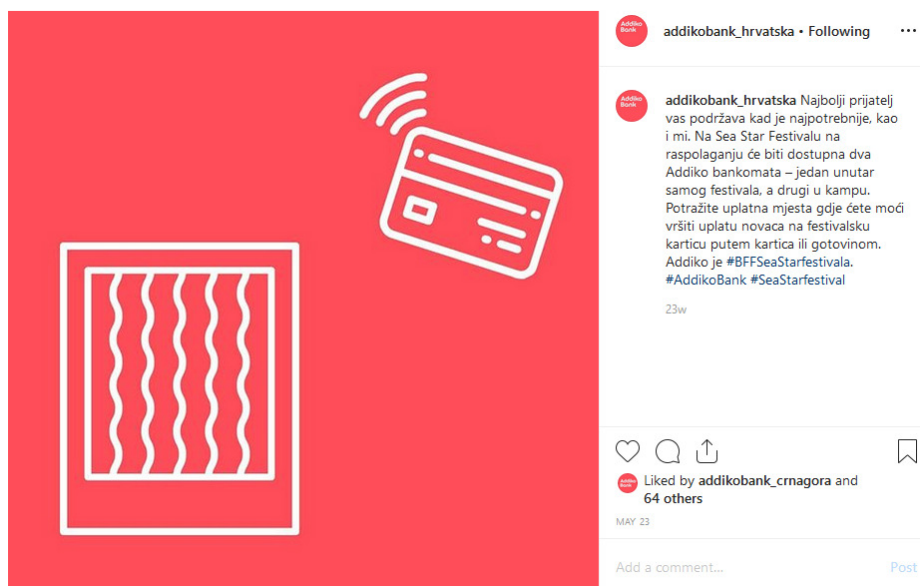 Addiko
Bank
addikobank_hrvatska • Following
Addiko
Bank
addikobank_hrvatska Najbolji prijatelj
vas podržava kad je najpotrebnije, kao
i mi. Na Sea Star Festivalu na
raspolaganju će biti dostupna dva
Addiko bankomata – jedan unutar
samog festivala, a drugi u kampu.
Potražite uplatna mjesta gdje ćete moći
vršiti uplatu novaca na festivalsku
karticu putem kartica ili gotovinom.
Addiko je #BFFSeaStarfestivala.
#AddikoBank #SeaStarfestival
23w
Addiko
Bank
Liked by addikobank_crnagora and
64 others
MAY 23
Add a comment...
Post